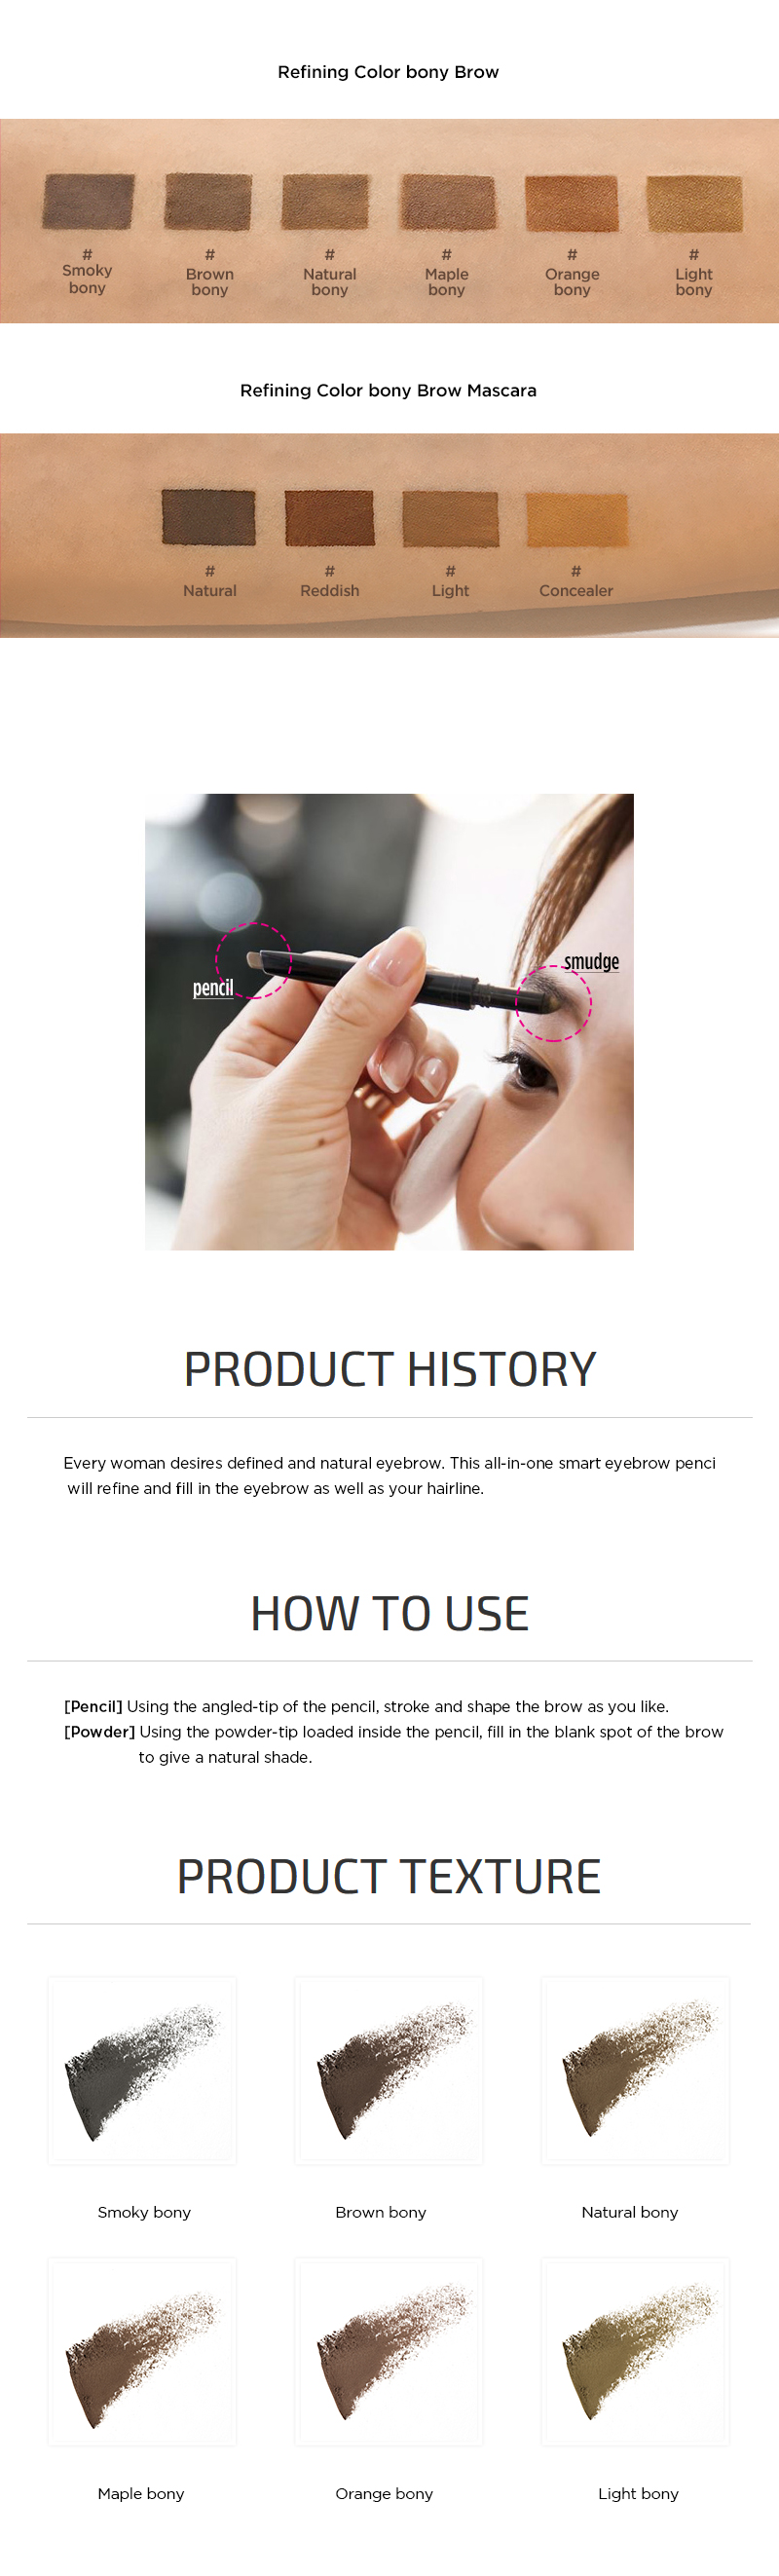 Refining Color bony Brow
# # # # # #
Smoky Brown Natural Maple Orange Light
bony bony bony bony bony bony
Refining Color bony Brow Mascara
# # # #
Natural Reddish Light Concealer
smudge
pencil
PRODUCT HISTORY
Every woman desires defined and natural eyebrow. This all-in-one smart eyebrow penci
will refine and fill in the eyebrow as well as your hairline.
HOW TO USE
[Pencil] Using the angled-tip of the pencil, stroke and shape the brow as you like.
[Powder] Using the powder-tip loaded inside the pencil, fill in the blank spot of the brow
to give a natural shade.
PRODUCT TEXTURE
Smoky bony Brown bony Natural bony
Maple bony Orange bony Light bony